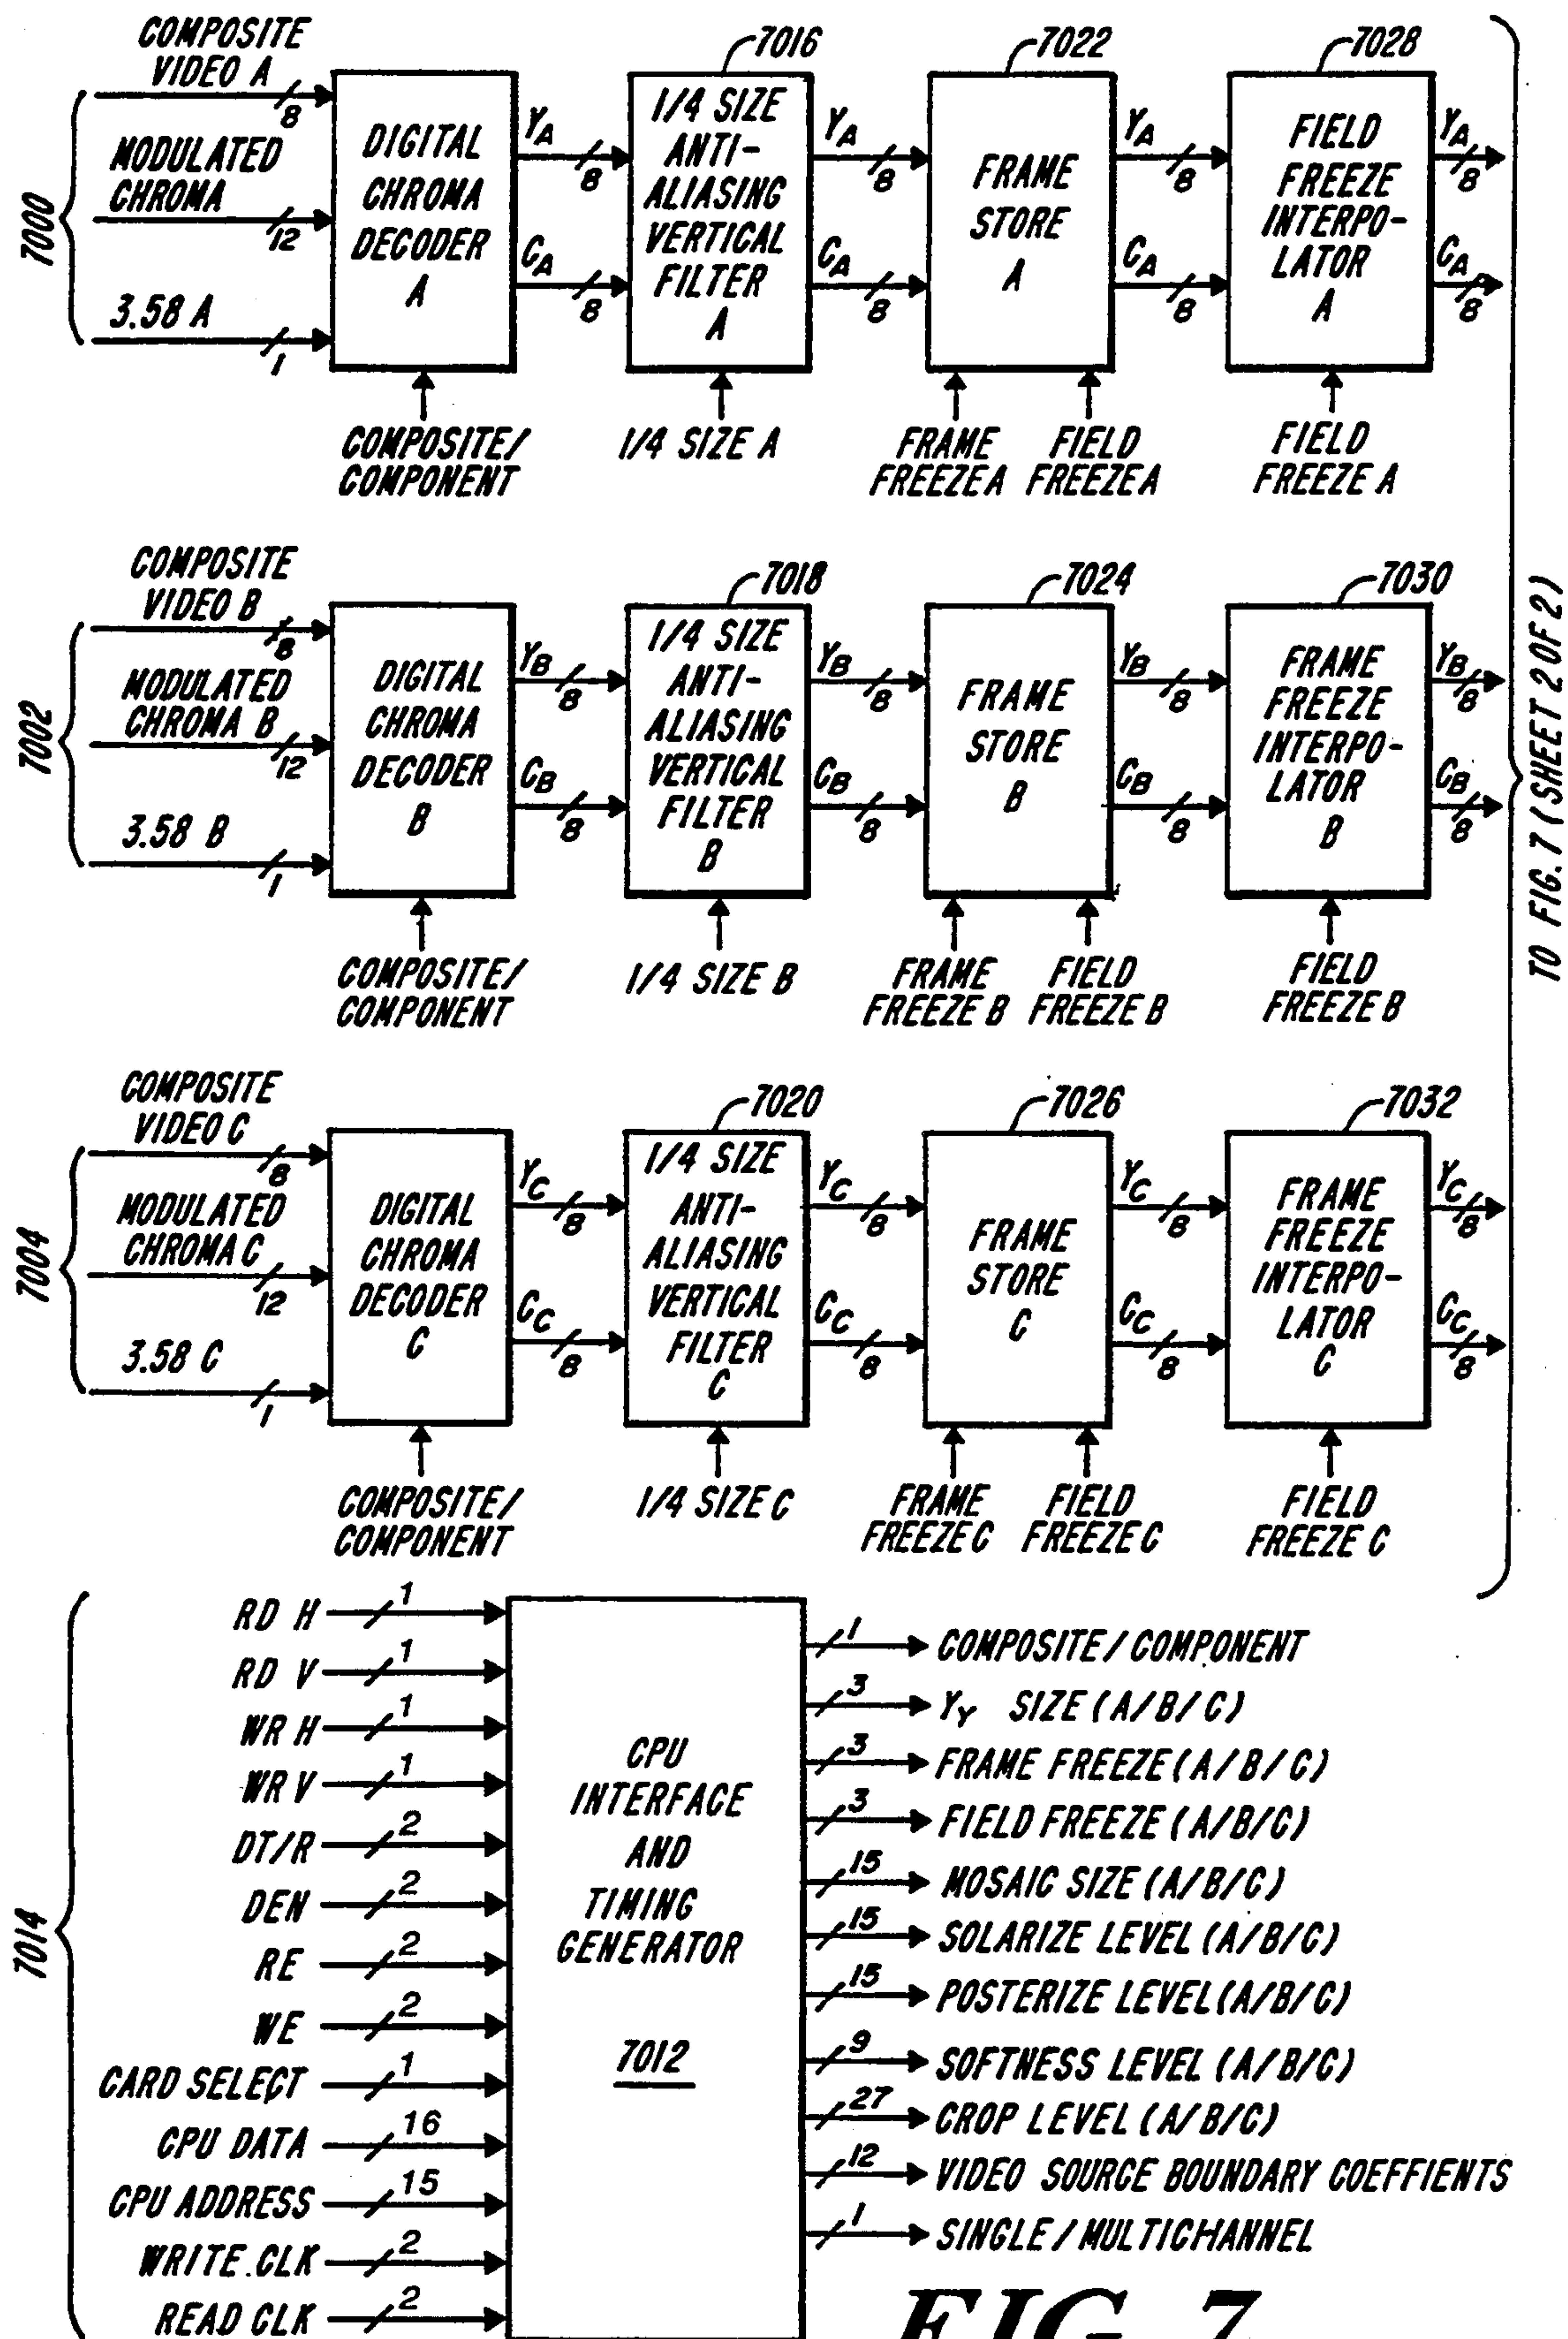 COMPOSITE
VIDEO A
8
MODULATED
CHROMA
12
3.58 A
1
7000
DIGITAL
CHROMA
DECODER
A
COMPOSITE/
COMPONENT
YA
8
CA
8
7016
1/4 SIZE
ANTI-
ALIASING
VERTICAL
FILTER
A
1/4 SIZE A
YA
8
CA
8
7022
FRAME
STORE
A
FRAME
FREEZE A
FIELD
FREEZE A
YA
8
CA
8
7028
FIELD
FREEZE
INTERPO-
LATOR
A
FIELD
FREEZE A
YA
8
CA
8
COMPOSITE
VIDEO B
8
MODULATED
CHROMA B
12
3.58 B
1
7002
DIGITAL
CHROMA
DECODER
B
COMPOSITE/
COMPONENT
YB
8
CB
8
7018
1/4 SIZE
ANTI-
ALIASING
VERTICAL
FILTER
B
1/4 SIZE B
YB
8
CB
8
7024
FRAME
STORE
B
FRAME
FREEZE B
FIELD
FREEZE B
YB
8
CB
8
7030
FRAME
FREEZE
INTERPO-
LATOR
B
FIELD
FREEZE B
YB
8
CB
8
TO FIG. 7 (SHEET 2 OF 2)
COMPOSITE
VIDEO C
8
MODULATED
CHROMA C
12
3.58 C
1
7004
DIGITAL
CHROMA
DECODER
C
COMPOSITE/
COMPONENT
YC
8
CC
8
7020
1/4 SIZE
ANTI-
ALIASING
VERTICAL
FILTER
C
1/4 SIZE C
YC
8
CC
8
7026
FRAME
STORE
C
FRAME
FREEZE C
FIELD
FREEZE C
YC
8
CC
8
7032
FRAME
FREEZE
INTERPO-
LATOR
C
FIELD
FREEZE C
YC
8
CC
8
7014
RD H 1
RD V 1
WR H 1
WR V 1
DT/R 2
DEN 2
RE 2
WE 2
CARD SELECT 1
CPU DATA 16
CPU ADDRESS 15
WRITE CLK 2
READ CLK 2
CPU
INTERFACE
AND
TIMING
GENERATOR
7012
1 COMPOSITE / COMPONENT
3 YY SIZE (A/B/C)
3 FRAME FREEZE (A/B/C)
3 FIELD FREEZE (A/B/C)
15 MOSAIC SIZE (A/B/C)
15 SOLARIZE LEVEL (A/B/C)
15 POSTERIZE LEVEL (A/B/C)
9 SOFTNESS LEVEL (A/B/C)
27 CROP LEVEL (A/B/C)
12 VIDEO SOURCE BOUNDARY COEFFIENTS
1 SINGLE / MULTICHANNEL
FIG. 7